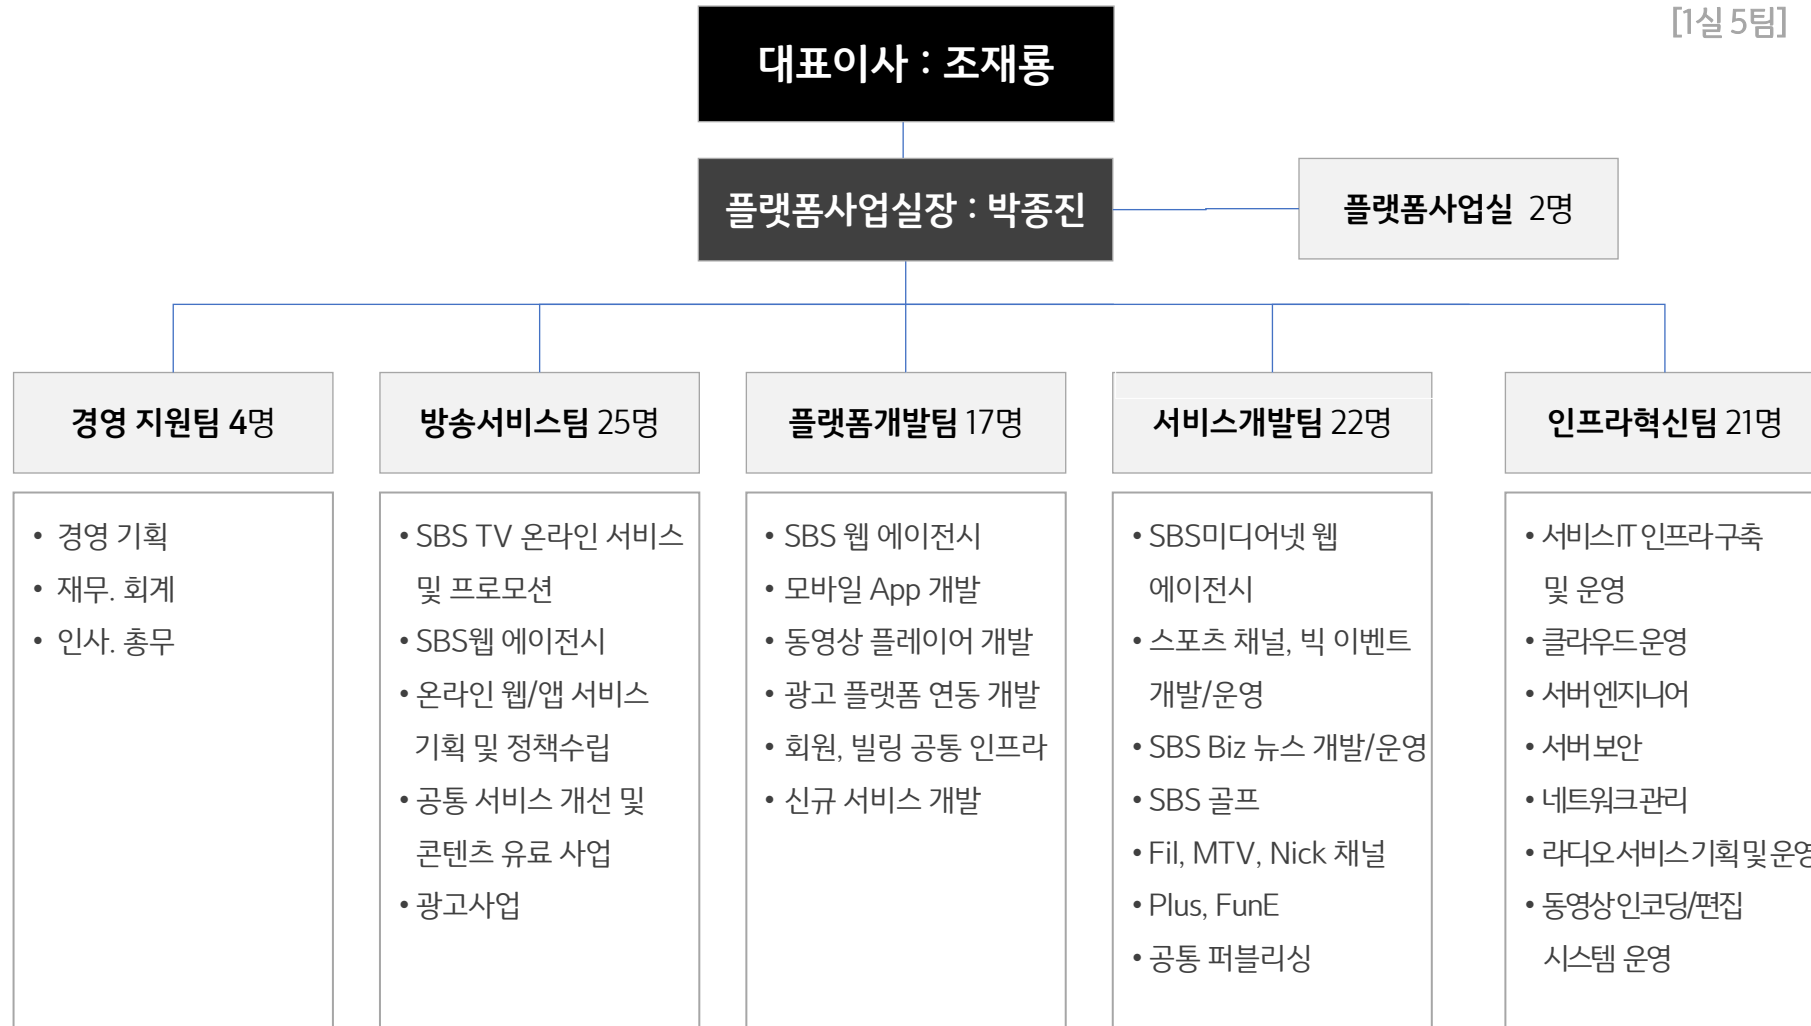 [1실 5팀]
대표이사 : 조재룡
플랫폼사업실장 : 박종진
플랫폼사업실 2명
경영 지원팀 4명
• 경영 기획
• 재무. 회계
• 인사. 총무
방송서비스팀 25명
• SBS TV 온라인 서비스
및 프로모션
• SBS웹 에이전시
• 온라인 웹/앱 서비스
기획 및 정책수립
• 공통 서비스 개선 및
콘텐츠 유료 사업
• 광고사업
플랫폼개발팀 17명
• SBS 웹 에이전시
• 모바일 App 개발
• 동영상 플레이어 개발
• 광고 플랫폼 연동 개발
• 회원, 빌링 공통 인프라
• 신규 서비스 개발
서비스개발팀 22명
• SBS미디어넷 웹
에이전시
• 스포츠 채널, 빅 이벤트
개발/운영
• SBS Biz 뉴스 개발/운영
• SBS 골프
• Fil, MTV, Nick 채널
• Plus, FunE
• 공통 퍼블리싱
인프라혁신팀 21명
• 서비스IT 인프라 구축
및 운영
• 클라우드 운영
• 서버 엔지니어
• 서버 보안
• 네트워크 관리
• 라디오 서비스 기획 및 운영
• 동영상 인코딩/편집
시스템 운영